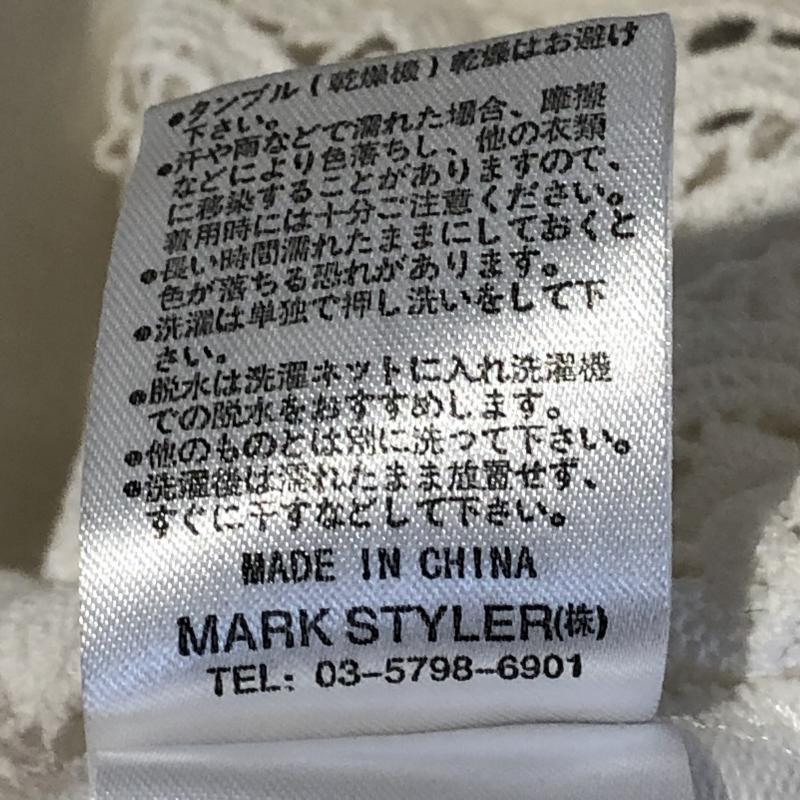 ●タンブル(乾燥機)乾燥はお避け
下さい。
●汗や雨などで濡れた場合、摩擦
などにより色落ちし、他の衣類
に移染することがありますので、
着用時には十分ご注意ください。
●長い時間濡れたままにしておくと
色が落ちる恐れがあります。
●洗濯は単独で押し洗いをして下
さい。
●脱水は洗濯ネットに入れ洗濯機
での脱水をおすすめします。
●他のものとは別に洗って下さい。
●洗濯後は濡れたまま放置せず、
すぐに干すなどして下さい。
MADE IN CHINA
MARK STYLER(株)
TEL: 03-5798-6901